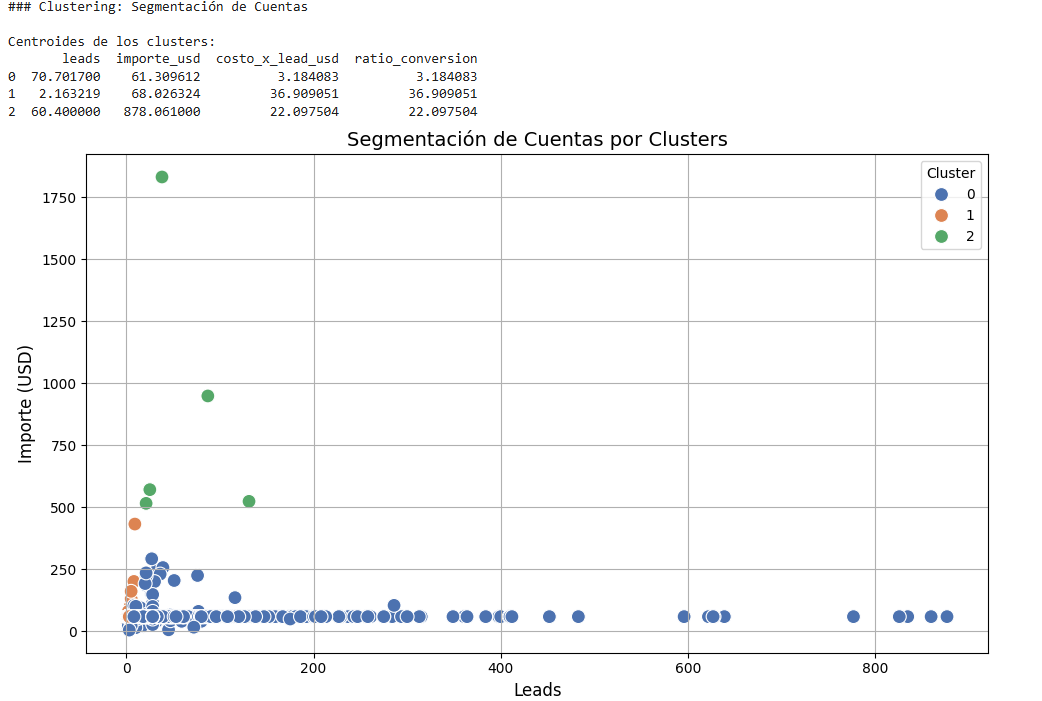 ### Clustering: Segmentación de Cuentas
Centroides de los clusters:
leads importe_usd costo_x_lead_usd ratio_conversion
0 70.701700 61.309612 3.184083 3.184083
1 2.163219 68.026324 36.909051 36.909051
2 60.400000 878.061000 22.097504 22.097504
Segmentación de Cuentas por Clusters
Cluster
0
1
2
1750
1500
1250
1000
750
500
250
0
Importe (USD)
0 200 400 600 800
Leads